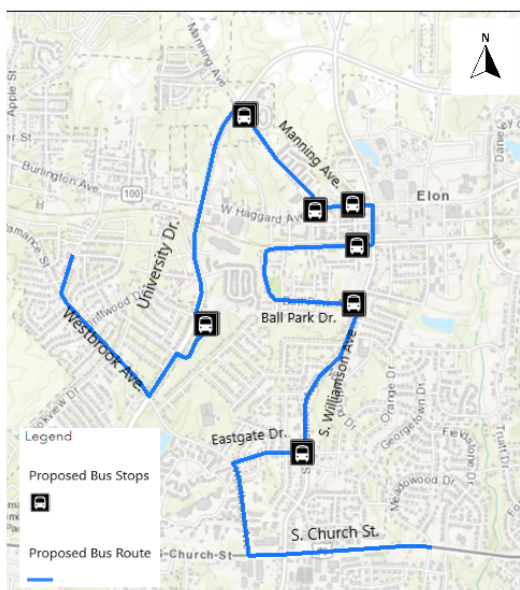 N
Manning Ave
Apple St
Manning Ave.
Burlington Ave
100
W Haggard Ave
Elon
University Dr.
Westbrook Ave.
Ball Park Dr.
S. Williamson Ave
Orange Dr
Georgetown Dr
Truitt Dr
Eastgate Dr.
Meadowood Dr
Legend
Proposed Bus Stops
S. Church St.
Proposed Bus Route
S-Church-St